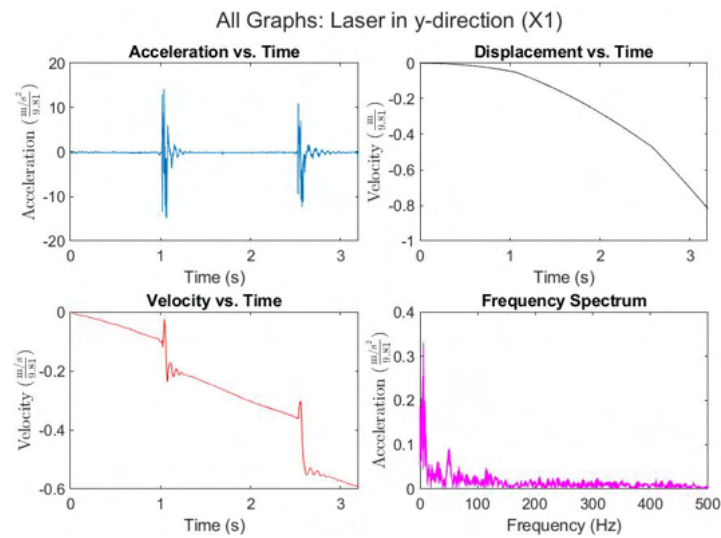 All Graphs: Laser in y-direction (X1)
Acceleration vs. Time
Acceleration (m/s²/9.81)
20
10
0
-10
-20
0
1
2
3
Time (s)
Displacement vs. Time
Velocity (m/9.81)
0
-0.2
-0.4
-0.6
-0.8
-1
0
1
2
3
Time (s)
Velocity vs. Time
Velocity (m/s/9.81)
0
-0.2
-0.4
-0.6
0
1
2
3
Time (s)
Frequency Spectrum
Acceleration (m/s²/9.81)
0.4
0.3
0.2
0.1
0
0
100
200
300
400
500
Frequency (Hz)